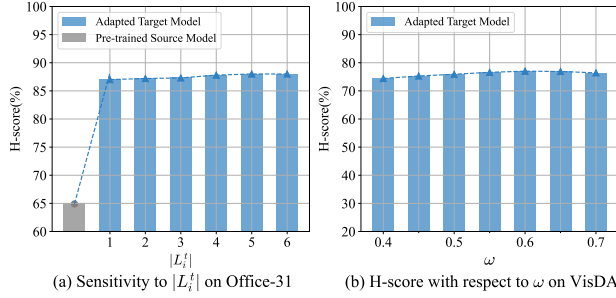 100
95
90
85
80
75
70
65
60
H-score(%)
Adapted Target Model
Pre-trained Source Model
1 2 3 4 5 6
|L_i^t|
(a) Sensitivity to |L_i^t| on Office-31
100
90
80
70
60
50
40
30
20
H-score(%)
Adapted Target Model
0.4 0.5 0.6 0.7
ω
(b) H-score with respect to ω on VisDA